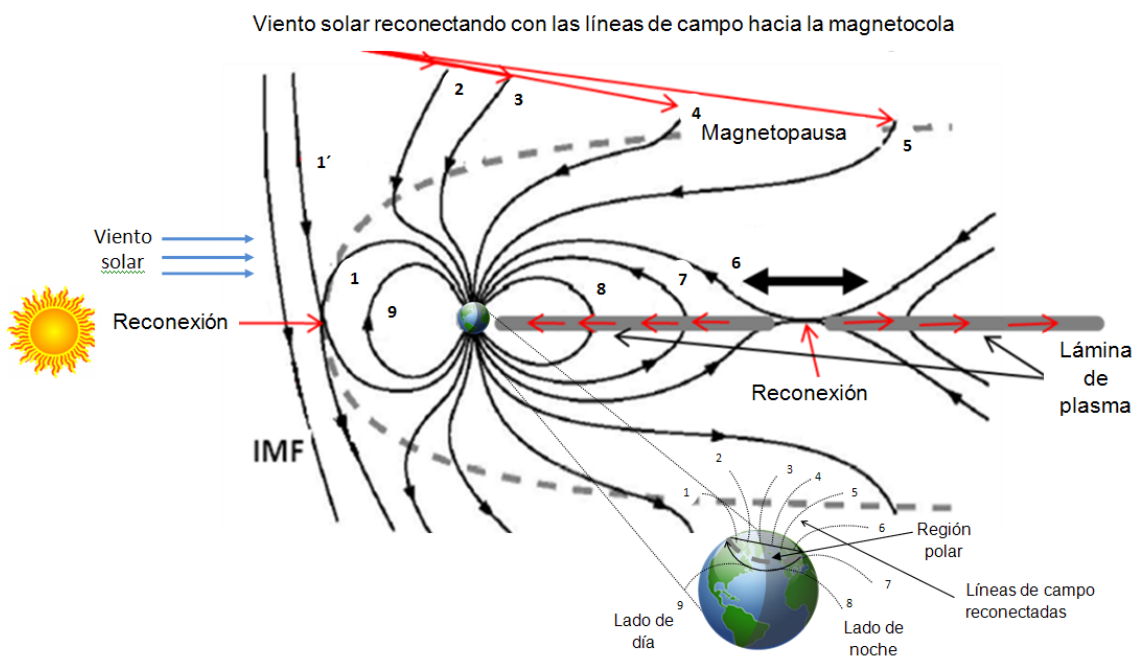 Viento solar reconectando con las líneas de campo hacia la magnetocola
2
3
4
Magnetopausa
5
1´
Viento
solar
1
9
6
7
8
Reconexión
Reconexión
Lámina
de
plasma
IMF
1
2
3
4
5
6
7
8
9
Región
polar
Líneas de campo
reconectadas
Lado de
día
Lado de
noche